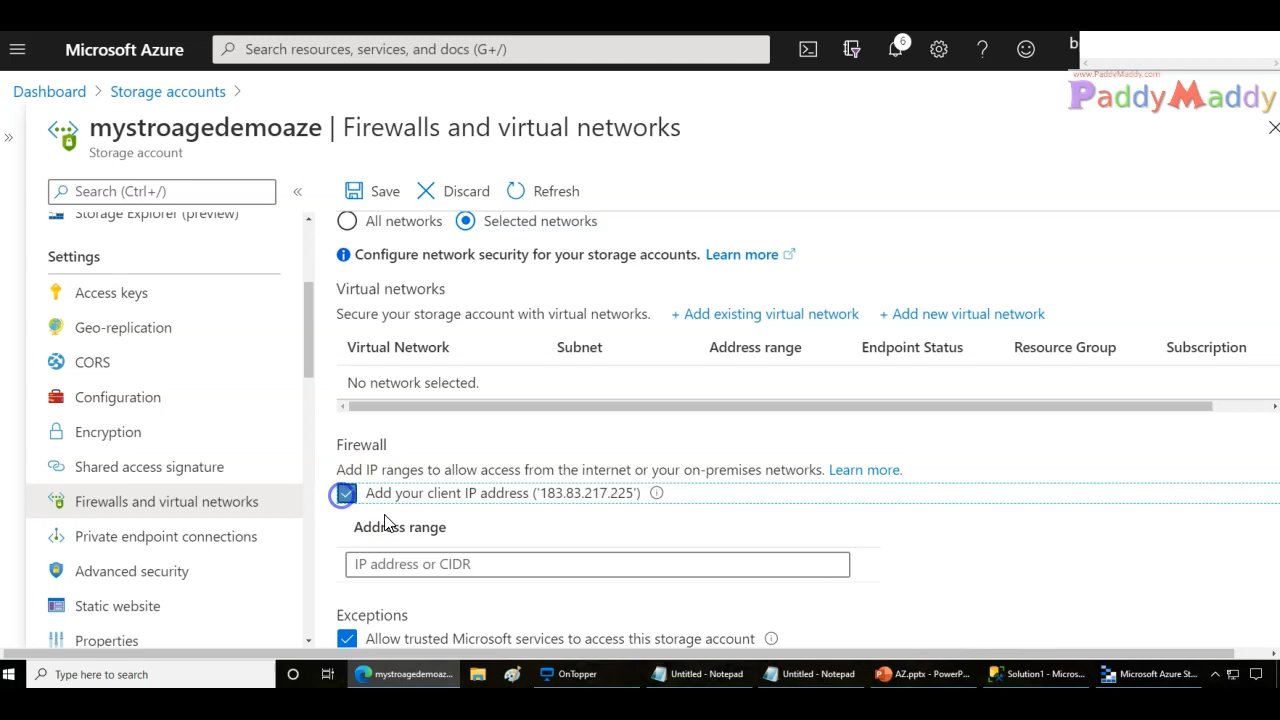 Microsoft Azure
Search resources, services, and docs (G+/)
6
b
www.PaddyMaddy.com
PaddyMaddy
Dashboard > Storage accounts >
mystroagedemoaze | Firewalls and virtual networks
Storage account
Search (Ctrl+/)
Save
Discard
Refresh
Storage Explorer (preview)
Settings
Access keys
Geo-replication
CORS
Configuration
Encryption
Shared access signature
Firewalls and virtual networks
Private endpoint connections
Advanced security
Static website
Properties
All networks
Selected networks
Configure network security for your storage accounts. Learn more
Virtual networks
Secure your storage account with virtual networks. + Add existing virtual network + Add new virtual network
Virtual Network Subnet Address range Endpoint Status Resource Group Subscription
No network selected.
Firewall
Add IP ranges to allow access from the internet or your on-premises networks. Learn more.
Add your client IP address ('183.83.217.225')
Address range
IP address or CIDR
Exceptions
Allow trusted Microsoft services to access this storage account
Type here to search
mystroagedemoaz...
OnTopper
Untitled - Notepad
Untitled - Notepad
AZ.pptx - PowerP...
Solution1 - Micros...
Microsoft Azure St...